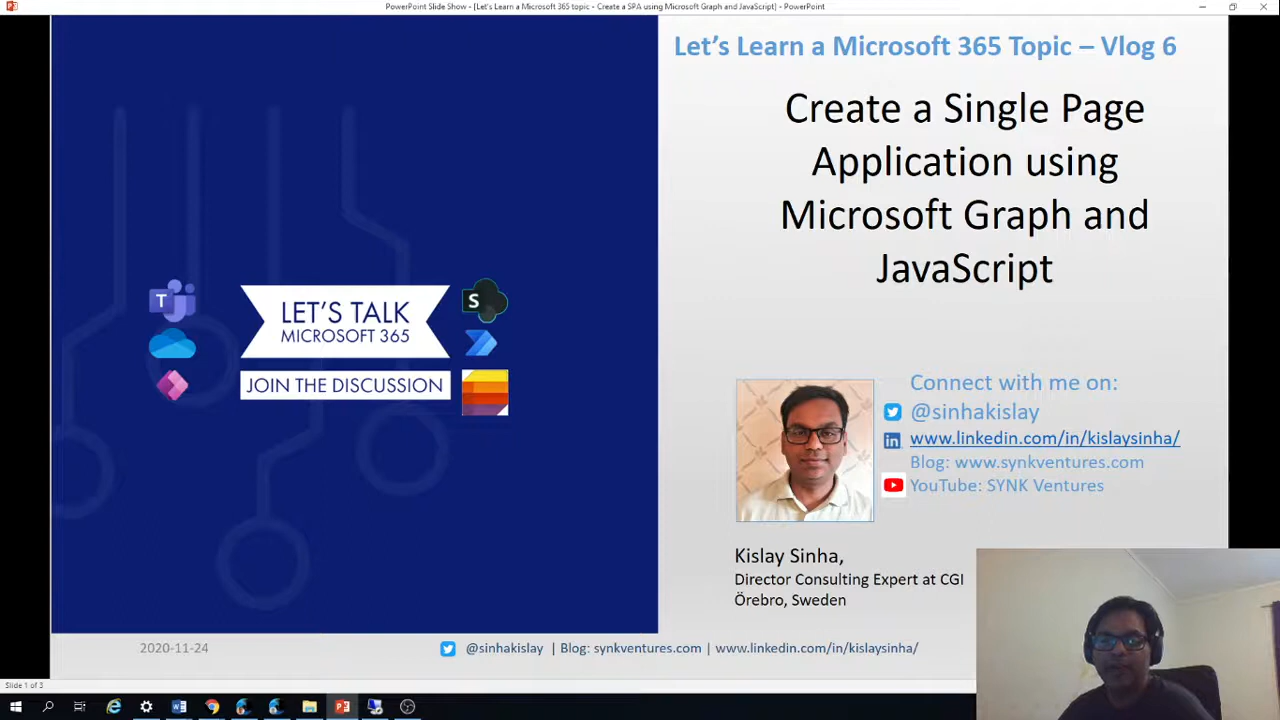 PowerPoint Slide Show - [Let's Learn a Microsoft 365 topic - Create a SPA using Microsoft Graph and JavaScript] - PowerPoint
Let's Learn a Microsoft 365 Topic – Vlog 6
Create a Single Page
Application using
Microsoft Graph and
JavaScript
T
S
LET'S TALK
MICROSOFT 365
JOIN THE DISCUSSION
Connect with me on:
@sinhakislay
in
www.linkedin.com/in/kislaysinha/
Blog: www.synkventures.com
YouTube: SYNK Ventures
Kislay Sinha,
Director Consulting Expert at CGI
Örebro, Sweden
2020-11-24
@sinhakislay | Blog: synkventures.com | www.linkedin.com/in/kislaysinha/
Slide 1 of 3